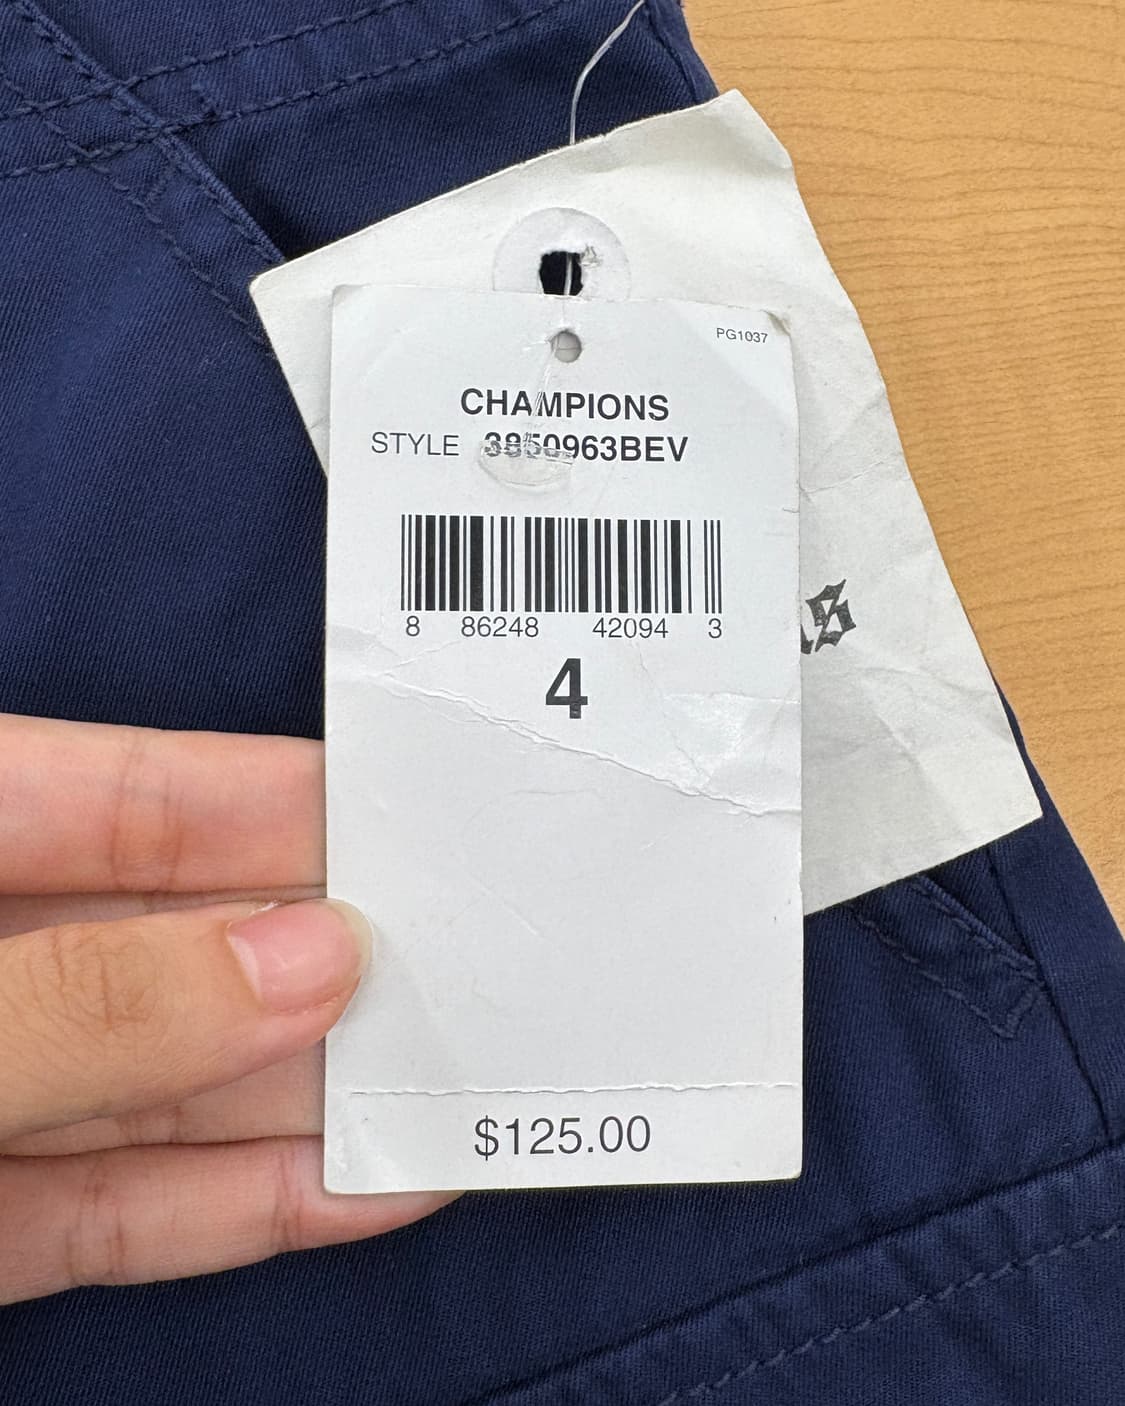 PG1037
CHAMPIONS
STYLE 3850963BEV
8 86248 42094 3
4
$125.00